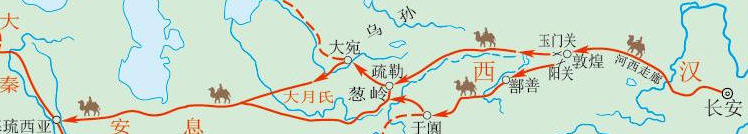 大秦
塞琉西亚
安息
大月氏
大宛
乌孙
疏勒
葱岭
于阗
西
鄯善
玉门关
阳关
敦煌
河西走廊
汉
长安